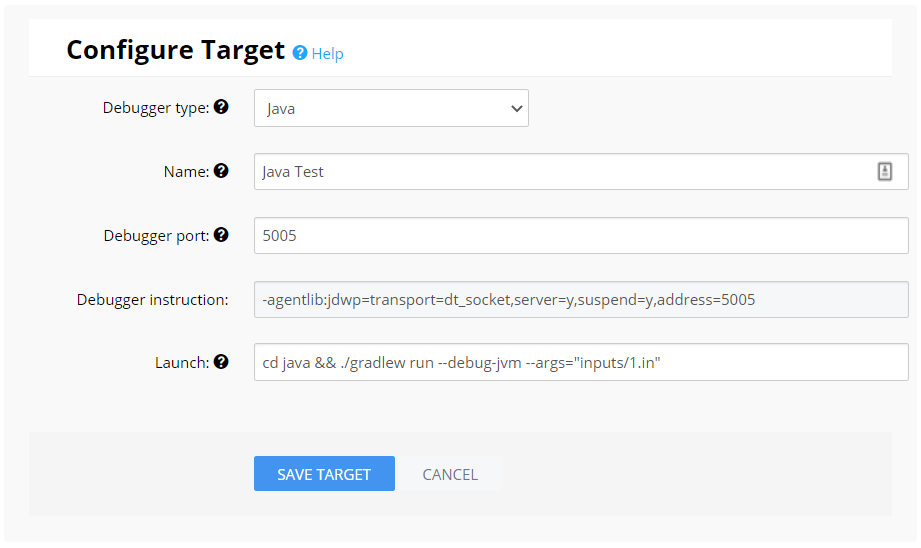 Configure Target Help
Debugger type: Java
Name: Java Test
Debugger port: 5005
Debugger instruction: -agentlib:jdwp=transport=dt_socket,server=y,suspend=y,address=5005
Launch: cd java && ./gradlew run --debug-jvm --args="inputs/1.in"
SAVE TARGET CANCEL